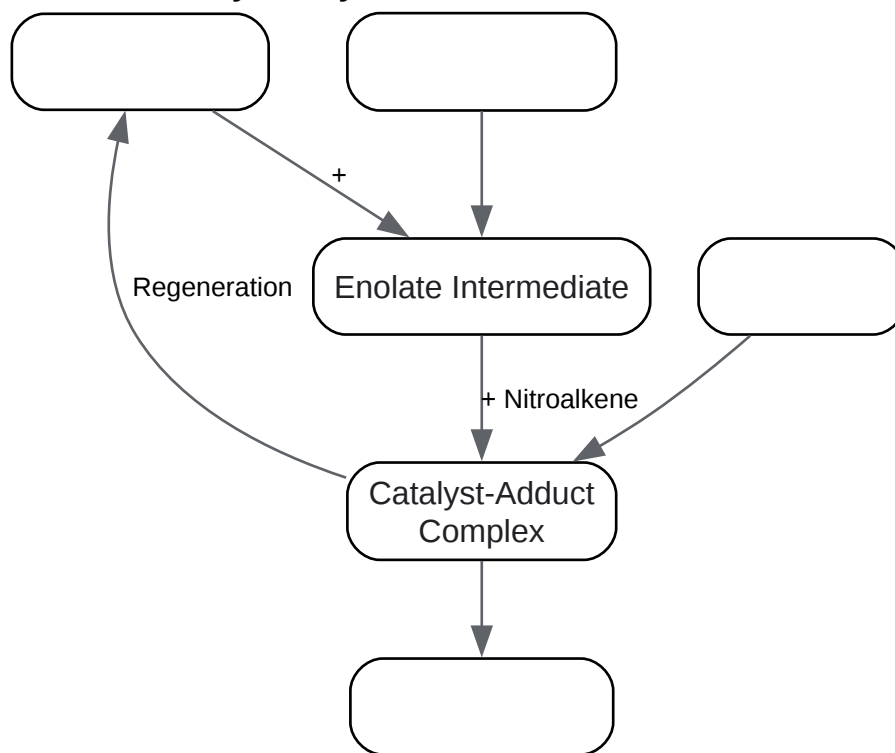 +
Regeneration
Enolate Intermediate
+ Nitroalkene
Catalyst-Adduct
Complex